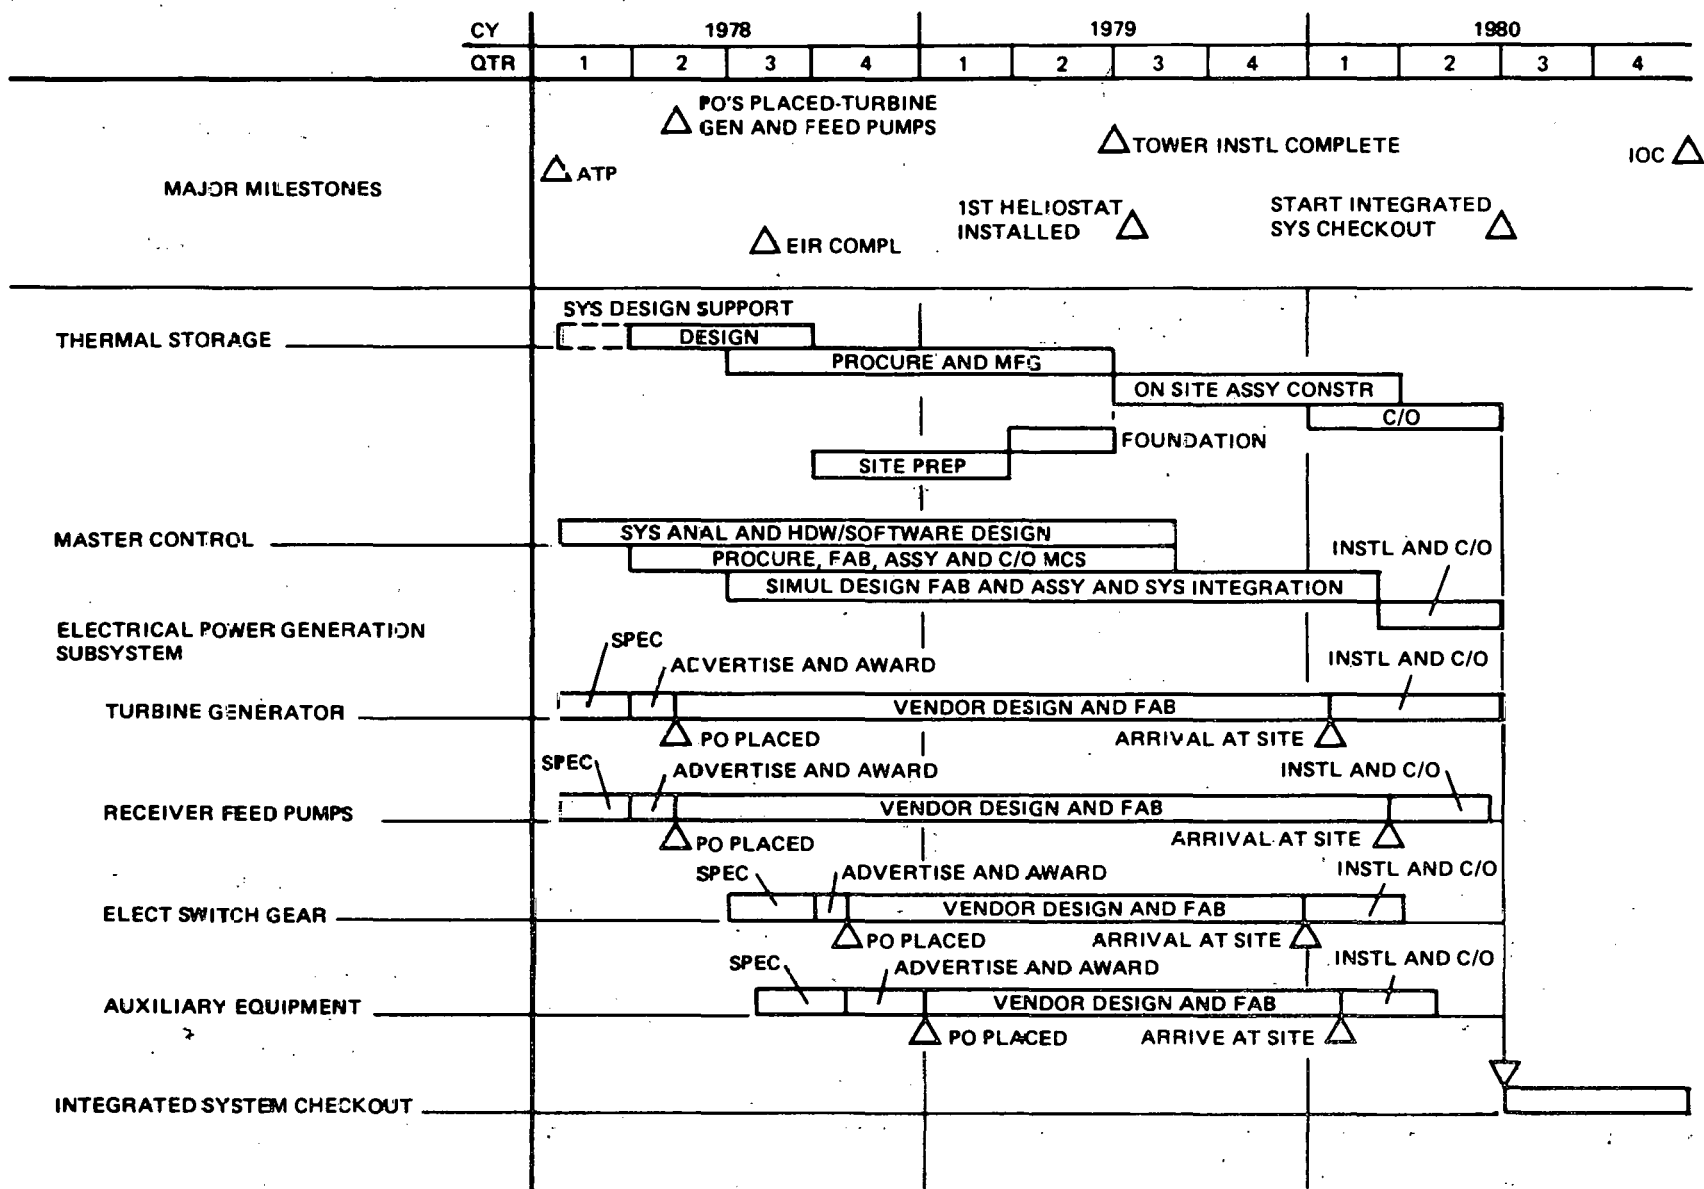 CY 1978 1979 1980
QTR 1 2 3 4 1 2 3 4 1 2 3 4
PO'S PLACED-TURBINE
GEN AND FEED PUMPS
TOWER INSTL COMPLETE
IOC
ATP
MAJOR MILESTONES
1ST HELIOSTAT
INSTALLED
START INTEGRATED
SYS CHECKOUT
EIR COMPL
SYS DESIGN SUPPORT
THERMAL STORAGE
DESIGN
PROCURE AND MFG
ON SITE ASSY CONSTR
C/O
FOUNDATION
SITE PREP
MASTER CONTROL
SYS ANAL AND HDW/SOFTWARE DESIGN
INSTL AND C/O
PROCURE, FAB, ASSY AND C/O MCS
SIMUL DESIGN FAB AND ASSY AND SYS INTEGRATION
ELECTRICAL POWER GENERATION
SUBSYSTEM
SPEC
ADVERTISE AND AWARD
INSTL AND C/O
TURBINE GENERATOR
VENDOR DESIGN AND FAB
PO PLACED
ARRIVAL AT SITE
SPEC
ADVERTISE AND AWARD
INSTL AND C/O
RECEIVER FEED PUMPS
VENDOR DESIGN AND FAB
PO PLACED
ARRIVAL AT SITE
SPEC
ADVERTISE AND AWARD
INSTL AND C/O
ELECT SWITCH GEAR
VENDOR DESIGN AND FAB
PO PLACED
ARRIVAL AT SITE
SPEC
ADVERTISE AND AWARD
INSTL AND C/O
AUXILIARY EQUIPMENT
VENDOR DESIGN AND FAB
PO PLACED
ARRIVE AT SITE
INTEGRATED SYSTEM CHECKOUT